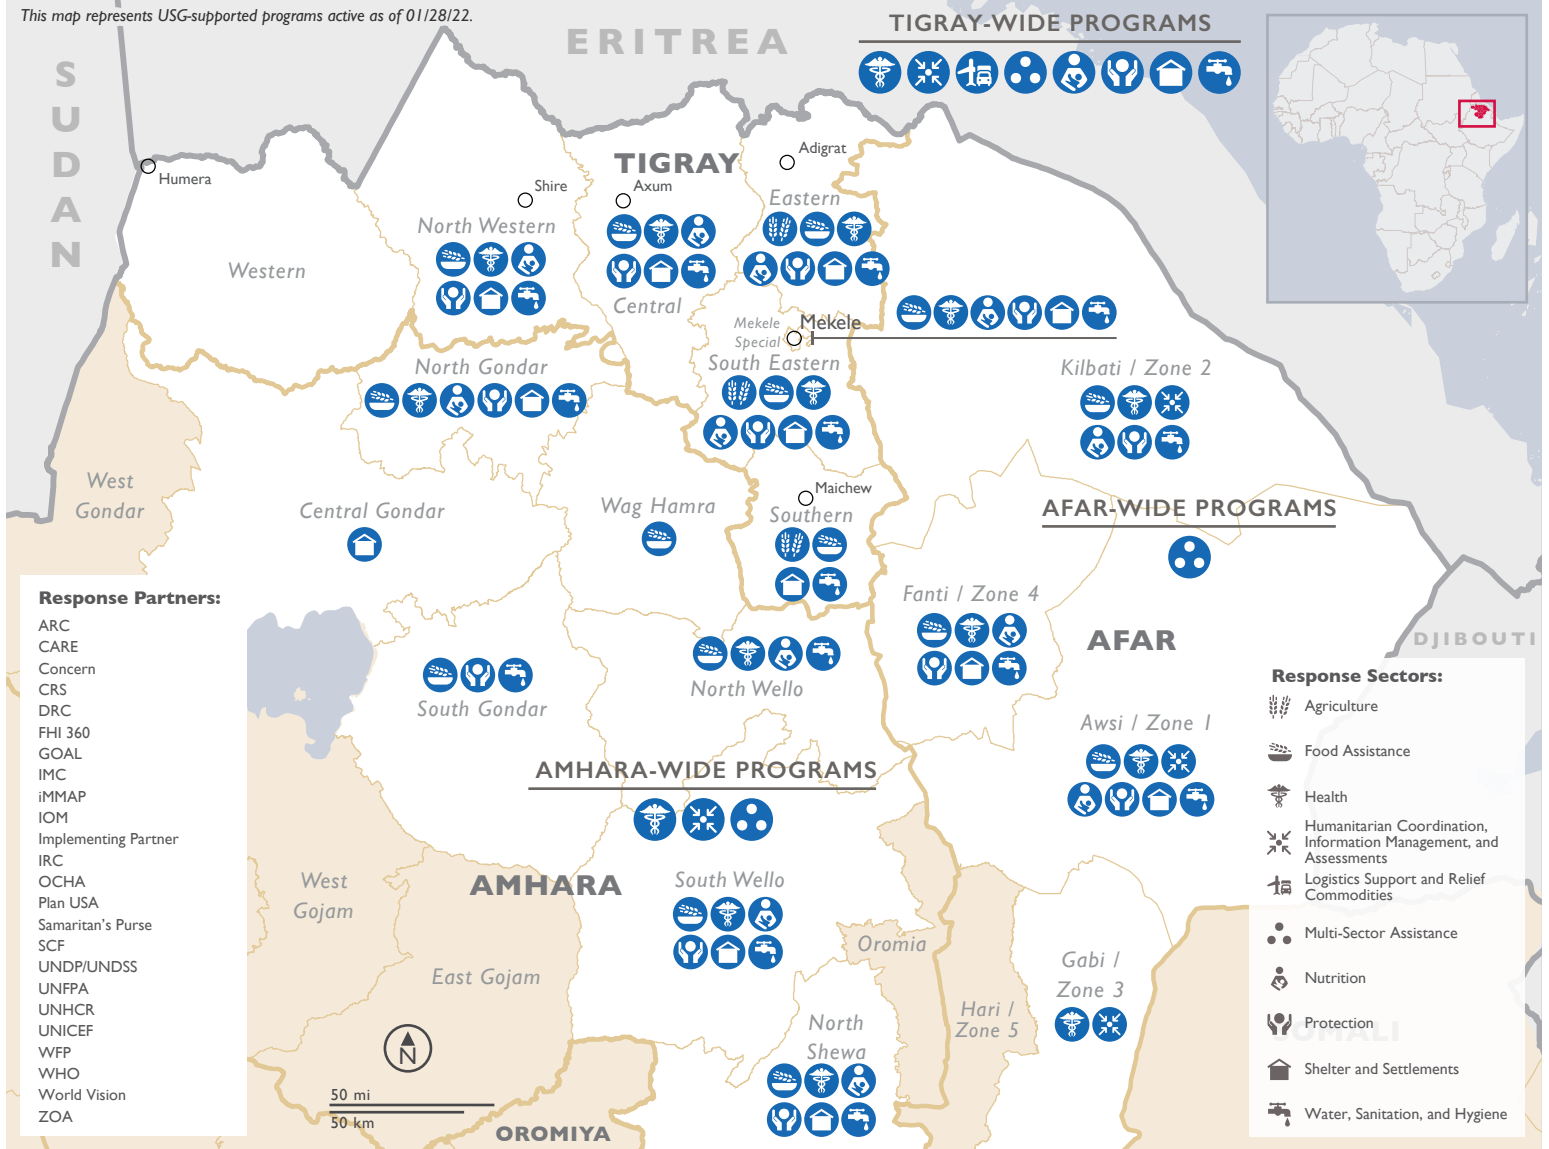 This map represents USG-supported programs active as of 01/28/22.
ERITREA
TIGRAY-WIDE PROGRAMS
SUDAN
Humera
Shire
TIGRAY
Axum
Adigrat
Eastern
North Western
Western
Central
Mekele
Special
Mekele
South Eastern
North Gondar
Kilbati / Zone 2
West
Gondar
Central Gondar
Wag Hamra
Maichew
Southern
AFAR-WIDE PROGRAMS
Fanti / Zone 4
AFAR
DJIBOUTI
North Wello
South Gondar
Awsi / Zone 1
AMHARA-WIDE PROGRAMS
AMHARA
South Wello
West
Gojam
East Gojam
Oromia
Gabi /
Zone 3
Hari /
Zone 5
North
Shewa
N
50 mi
50 km
OROMIYA
SOMALI
Response Partners:
ARC
CARE
Concern
CRS
DRC
FHI 360
GOAL
IMC
iMMAP
IOM
Implementing Partner
IRC
OCHA
Plan USA
Samaritan's Purse
SCF
UNDP/UNDSS
UNFPA
UNHCR
UNICEF
WFP
WHO
World Vision
ZOA
Response Sectors:
Agriculture
Food Assistance
Health
Humanitarian Coordination,
Information Management, and
Assessments
Logistics Support and Relief
Commodities
Multi-Sector Assistance
Nutrition
Protection
Shelter and Settlements
Water, Sanitation, and Hygiene